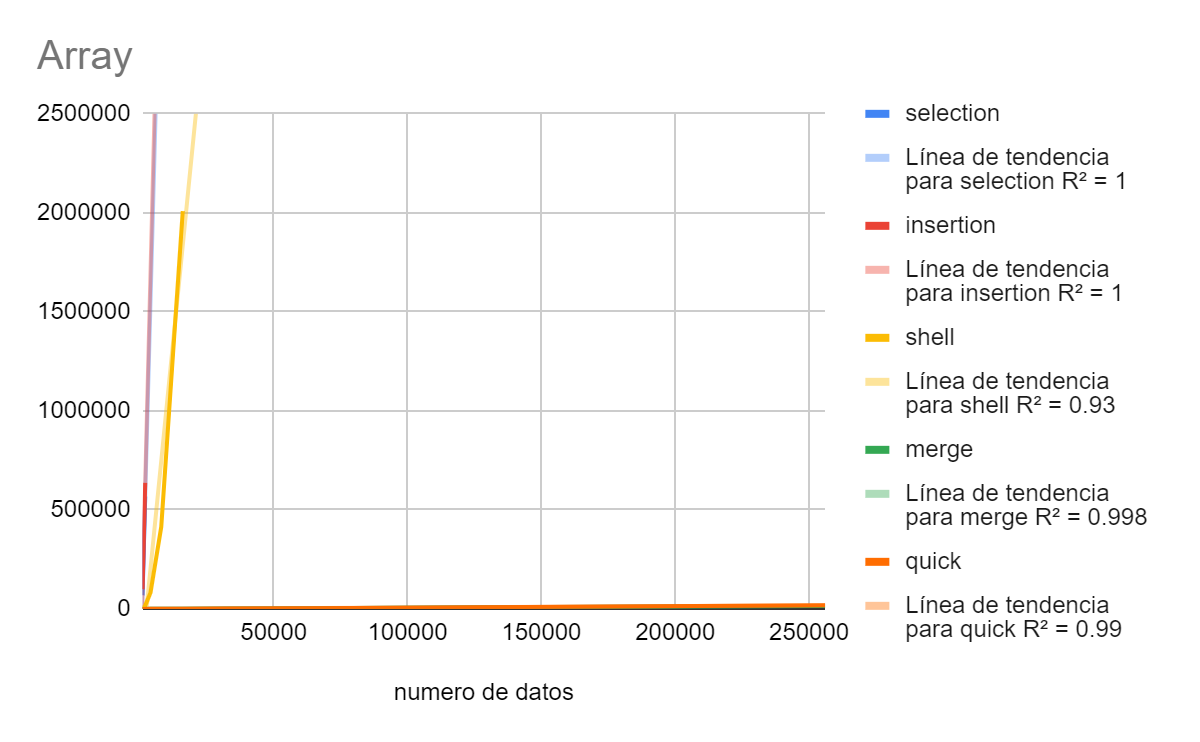 Array
2500000
2000000
1500000
1000000
500000
0
50000
100000
150000
200000
250000
numero de datos
selection
Línea de tendencia
para selection R² = 1
insertion
Línea de tendencia
para insertion R² = 1
shell
Línea de tendencia
para shell R² = 0.93
merge
Línea de tendencia
para merge R² = 0.998
quick
Línea de tendencia
para quick R² = 0.99